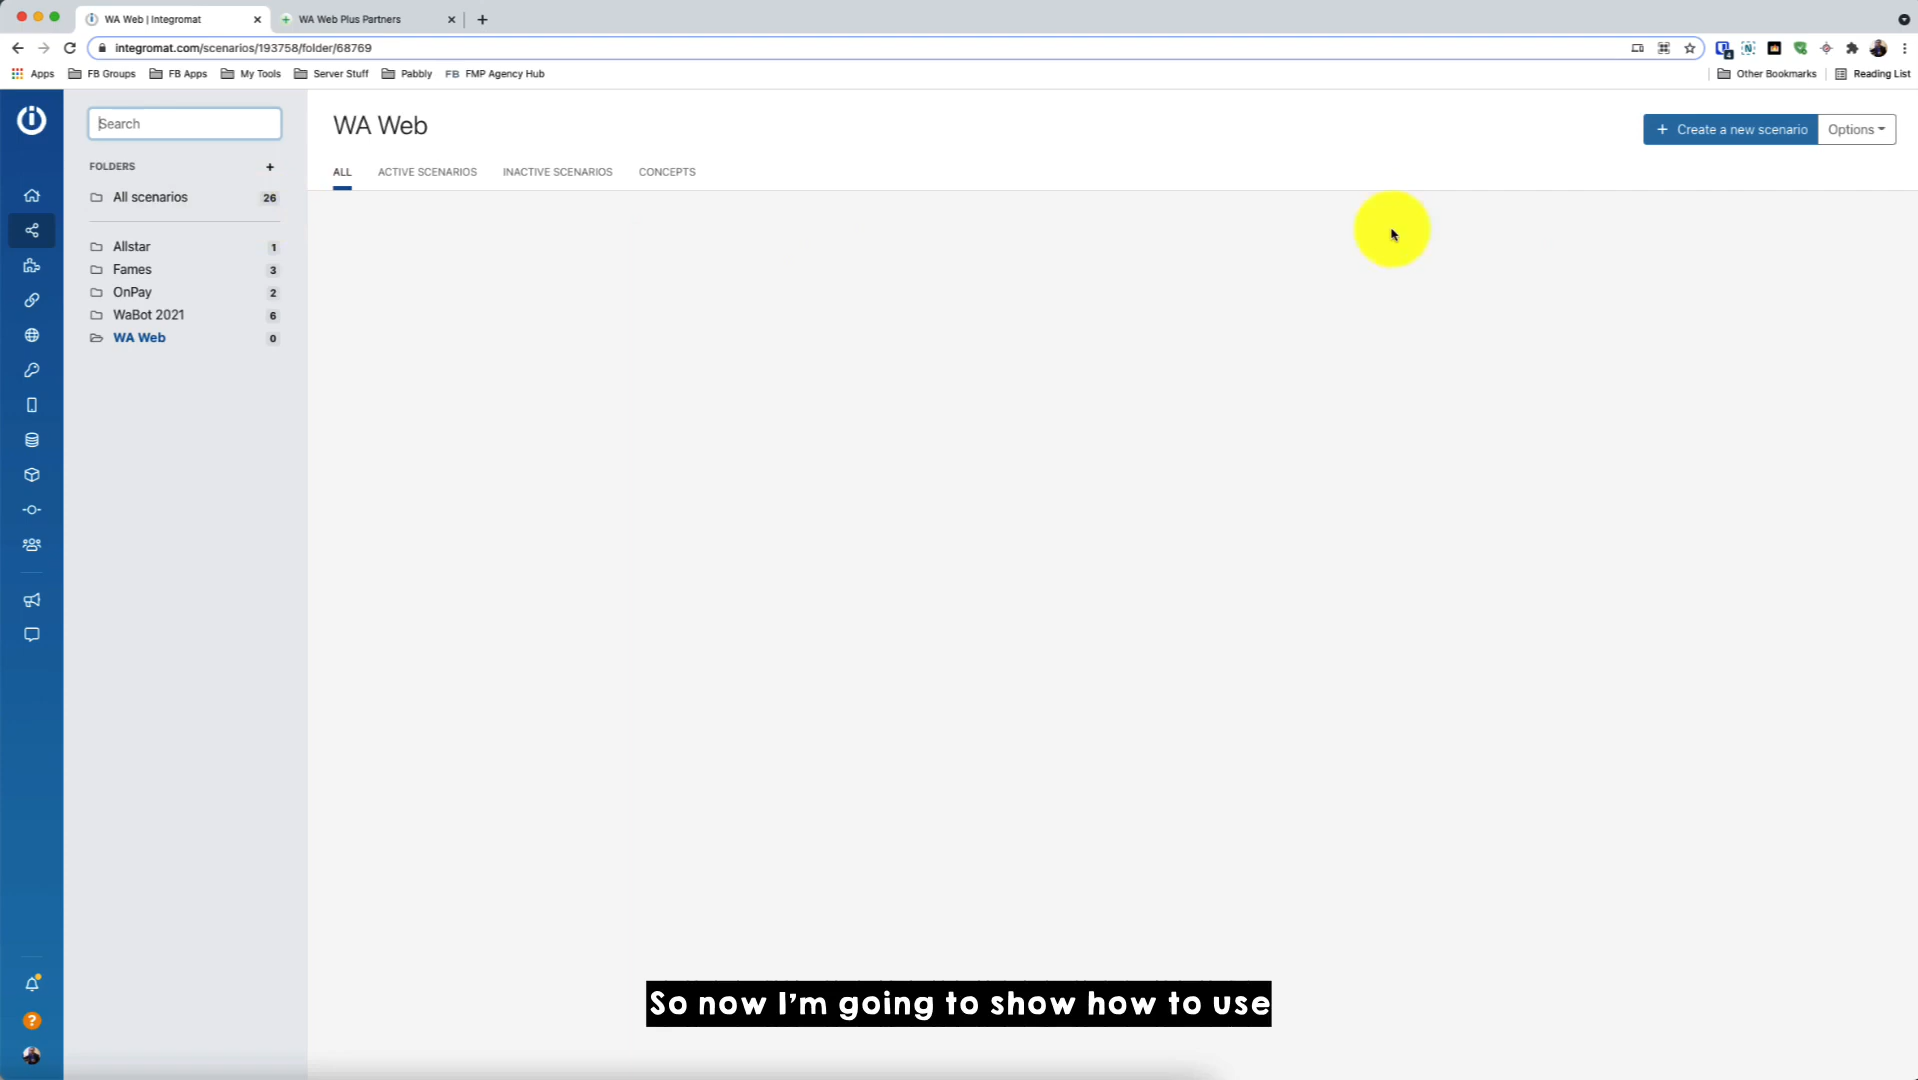 WA Web | Integromat
WA Web Plus Partners
integromat.com/scenarios/193758/folder/68769
Apps FB Groups FB Apps My Tools Server Stuff Pabbly FB FMP Agency Hub Other Bookmarks Reading List
Search
FOLDERS +
All scenarios 26
Allstar 1
Fames 3
OnPay 2
WaBot 2021 6
WA Web 0
WA Web
+ Create a new scenario Options
ALL ACTIVE SCENARIOS INACTIVE SCENARIOS CONCEPTS
So now I'm going to show how to use